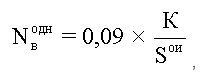 N_в^одн = 0,09 × К / S^ои ,